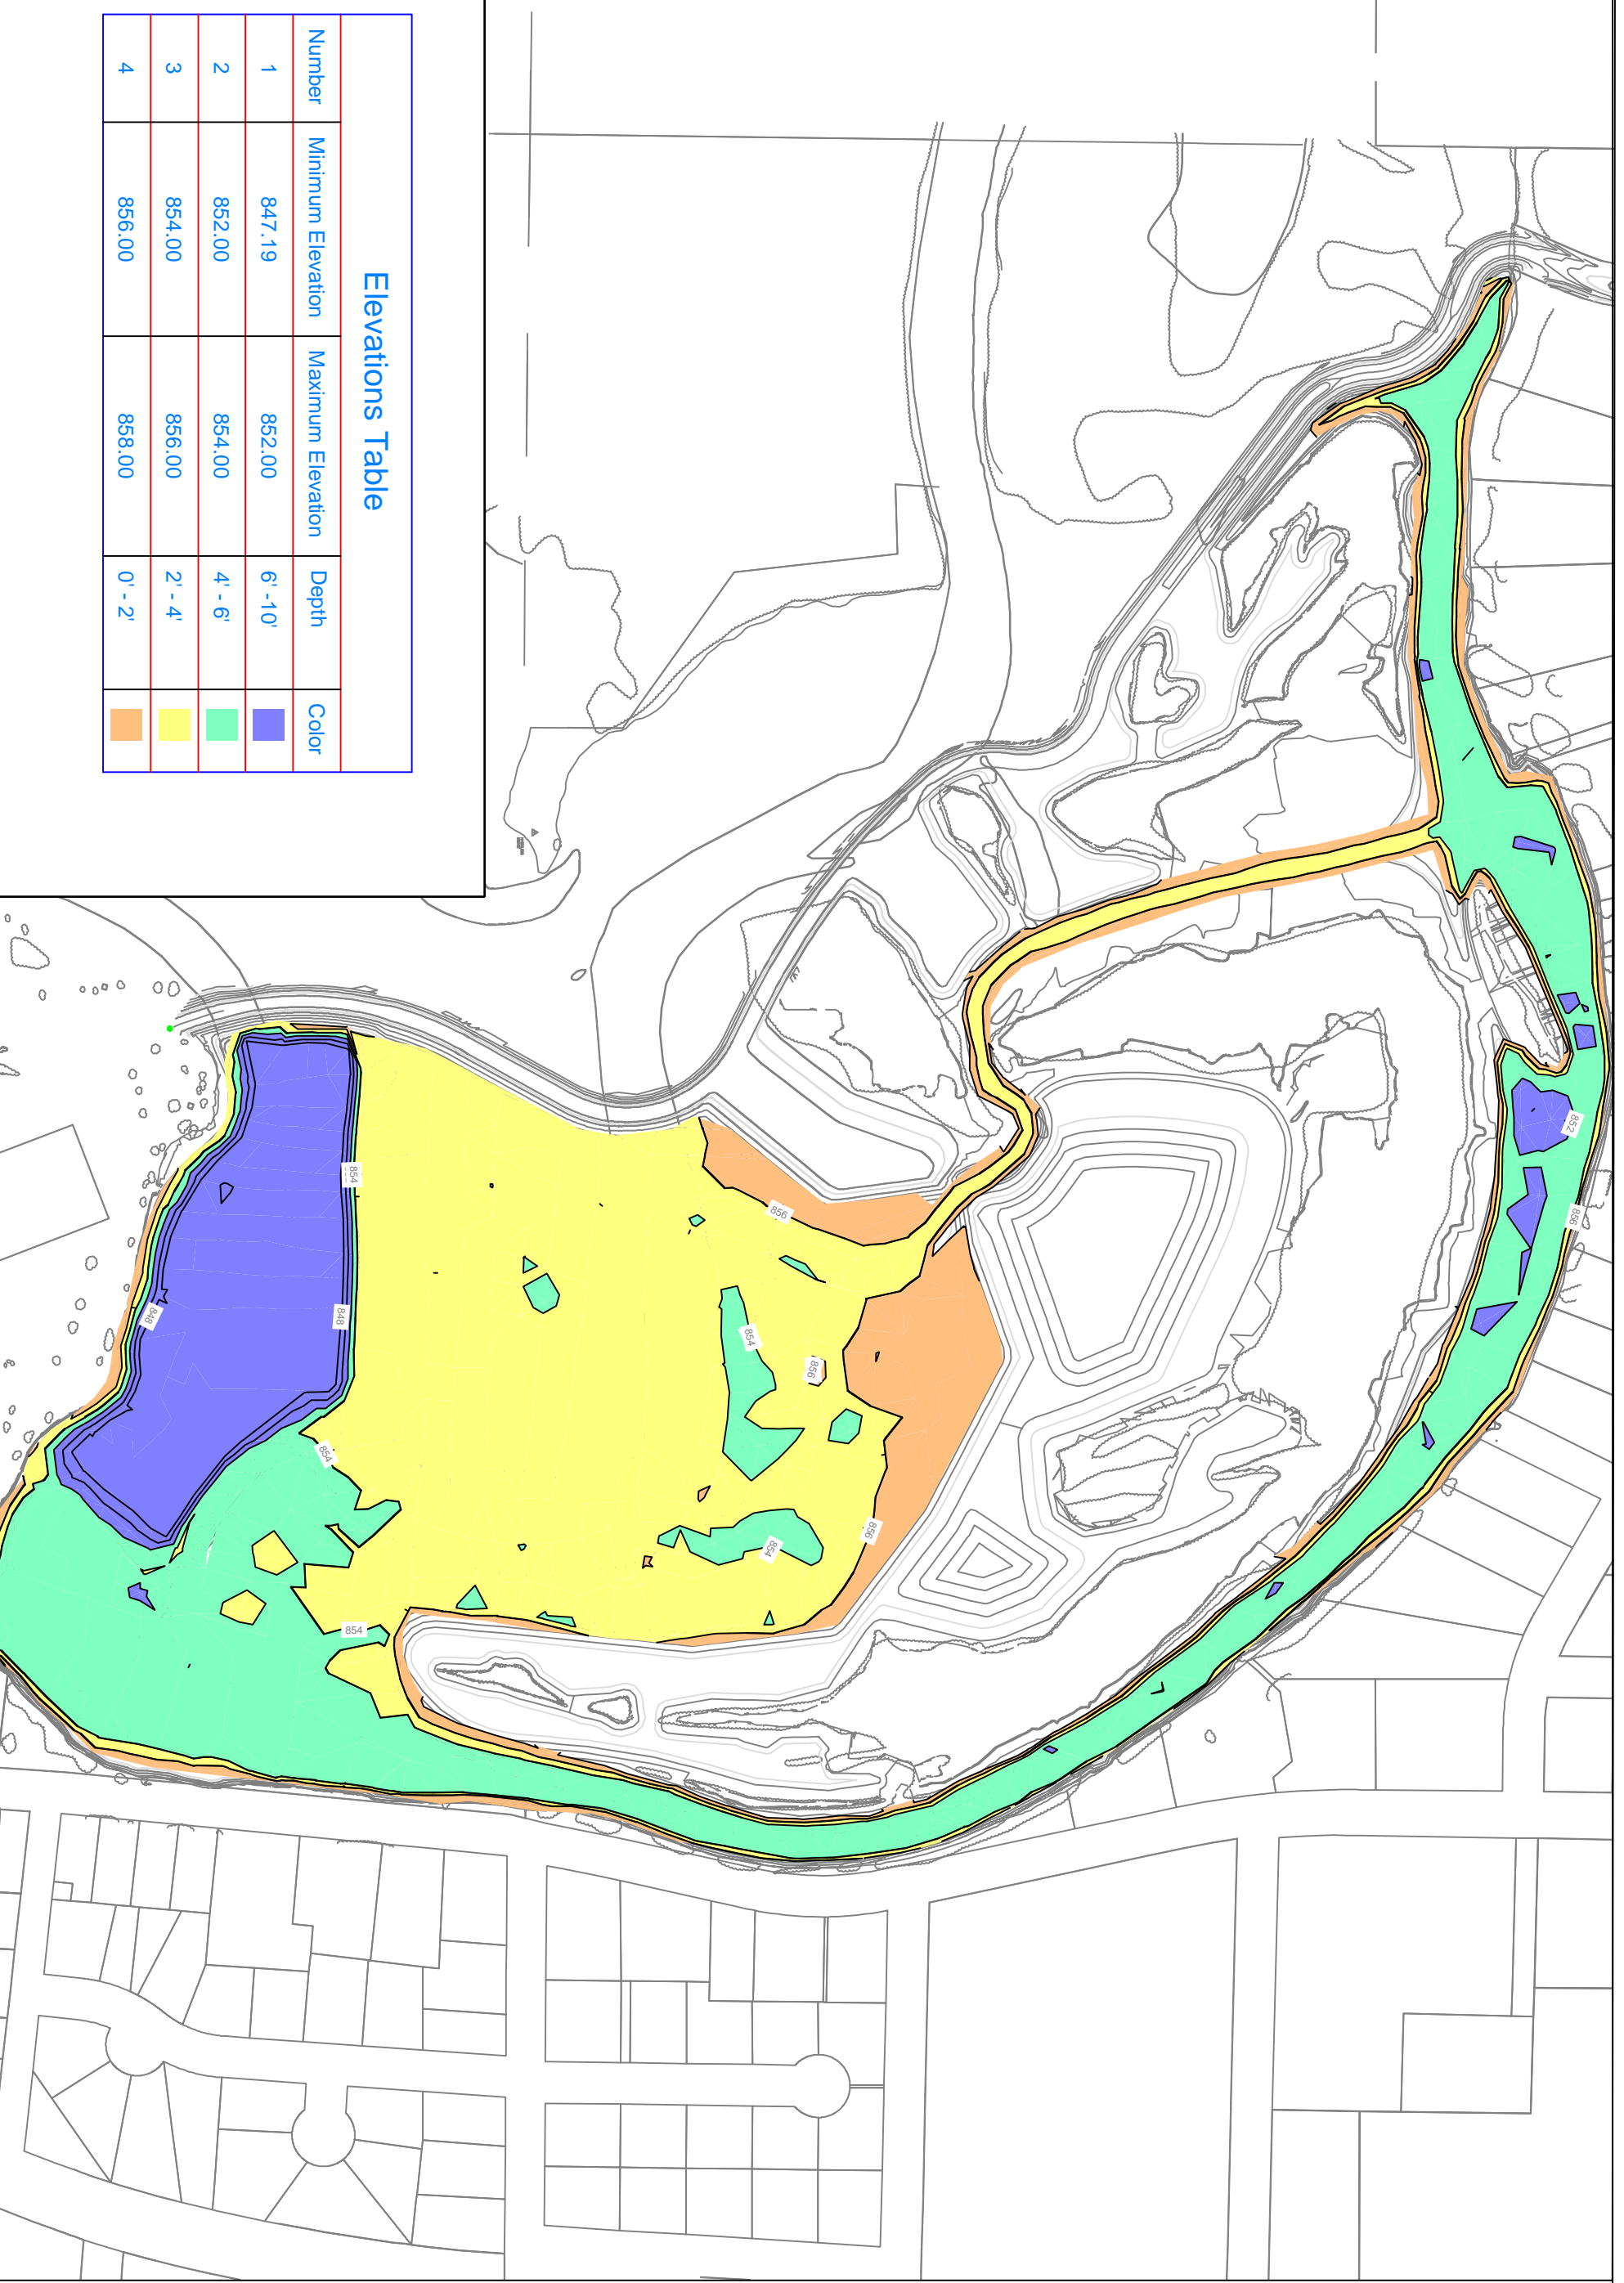 Elevations Table
Number Minimum Elevation Maximum Elevation Depth Color
1 847.19 852.00 6' -10'
2 852.00 854.00 4' - 6'
3 854.00 856.00 2' - 4'
4 856.00 858.00 0' - 2'
852
856
854
856
848
848
854
856
854
856
854
854